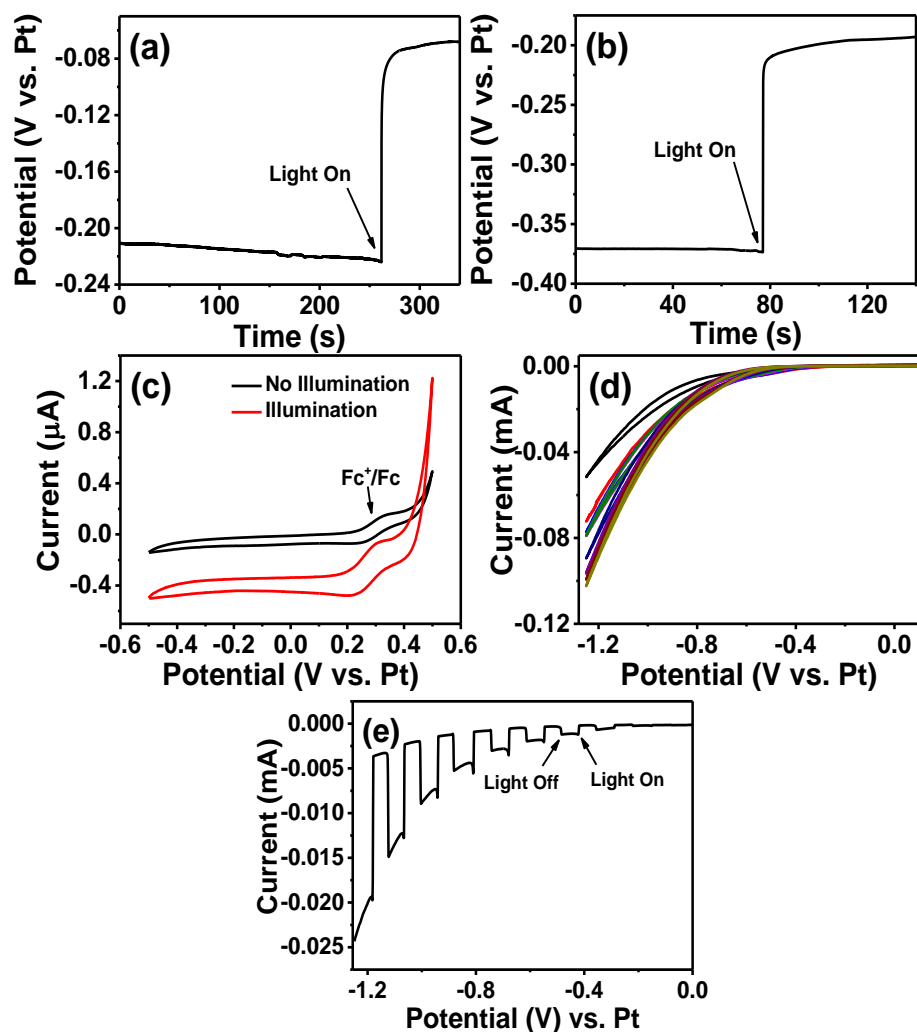 (a)
Potential (V vs. Pt)
-0.08
-0.12
-0.16
-0.20
-0.24
Light On
0 100 200 300
Time (s)
(b)
Potential (V vs. Pt)
-0.20
-0.25
-0.30
-0.35
-0.40
Light On
0 40 80 120
Time (s)
(c)
No Illumination
Illumination
Fc⁺/Fc
Current (μA)
1.2
0.8
0.4
0.0
-0.4
-0.6 -0.4 -0.2 0.0 0.2 0.4 0.6
Potential (V vs. Pt)
(d)
Current (mA)
0.00
-0.04
-0.08
-0.12
-1.2 -0.8 -0.4 0.0
Potential (V vs. Pt)
(e)
Current (mA)
0.000
-0.005
-0.010
-0.015
-0.020
-0.025
Light Off
Light On
-1.2 -0.8 -0.4 0.0
Potential (V) vs. Pt